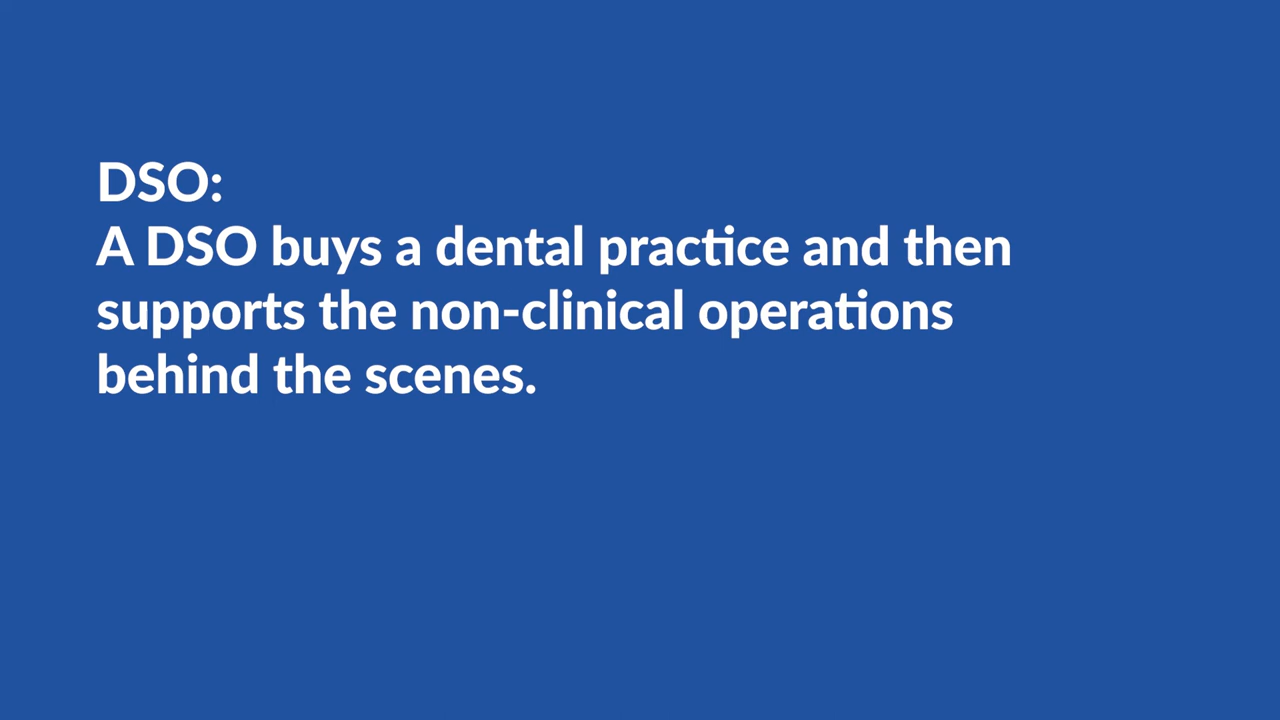 DSO:
A DSO buys a dental practice and then
supports the non-clinical operations
behind the scenes.